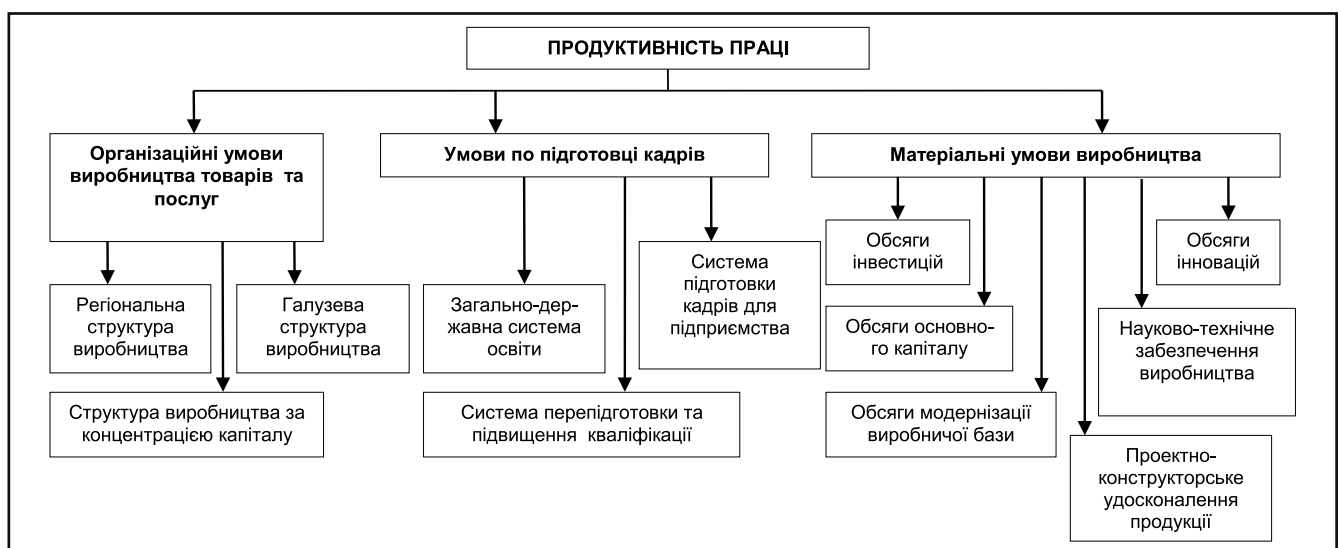 ПРОДУКТИВНІСТЬ ПРАЦІ
Організаційні умови
виробництва товарів та
послуг
Умови по підготовці кадрів
Матеріальні умови виробництва
Регіональна
структура
виробництва
Галузева
структура
виробництва
Структура виробництва за
концентрацією капіталу
Загально-дер-
жавна система
освіти
Система
підготовки
кадрів для
підприємства
Система перепідготовки та
підвищення кваліфікації
Обсяги
інвестицій
Обсяги
інновацій
Обсяги основно-
го капіталу
Науково-технічне
забезпечення
виробництва
Обсяги модернізації
виробничої бази
Проектно-
конструкторське
удосконалення
продукції